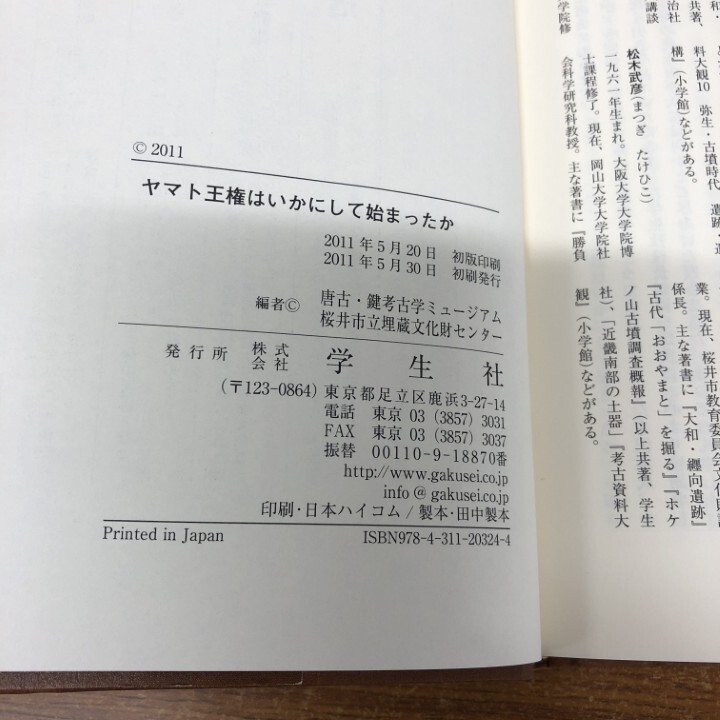 © 2011
ヤマト王権はいかにして始まったか
2011年5月20日 初版印刷
2011年5月30日 初刷発行
編者© 唐古・鍵考古学ミュージアム
桜井市立埋蔵文化財センター
発行所 株式会社 学生社
(〒123-0864) 東京都足立区鹿浜3-27-14
電話 東京 03 (3857) 3031
FAX 東京 03 (3857) 3037
振替 00110-9-18870番
http://www.gakusei.co.jp
info@gakusei.co.jp
印刷・日本ハイコム/製本・田中製本
Printed in Japan
ISBN978-4-311-20324-4
共著、
治社
講談
学院修
料大観10 弥生・古墳時代 遺跡・
構』(小学館)などがある。
松木武彦(まつぎ たけひこ)
一九六一年生まれ。大阪大学大学院博
士課程修了。現在、岡山大学大学院社
会科学研究科教授。主な著書に『勝負
業。現在、桜井市教育委員会文化財
係長。主な著書に『大和・纒向遺跡』
『古代「おおやまと」を掘る』『ホケ
ノ山古墳調査概報』(以上共著、学生
社)、「近畿南部の土器」『考古資料大
観』(小学館)などがある。